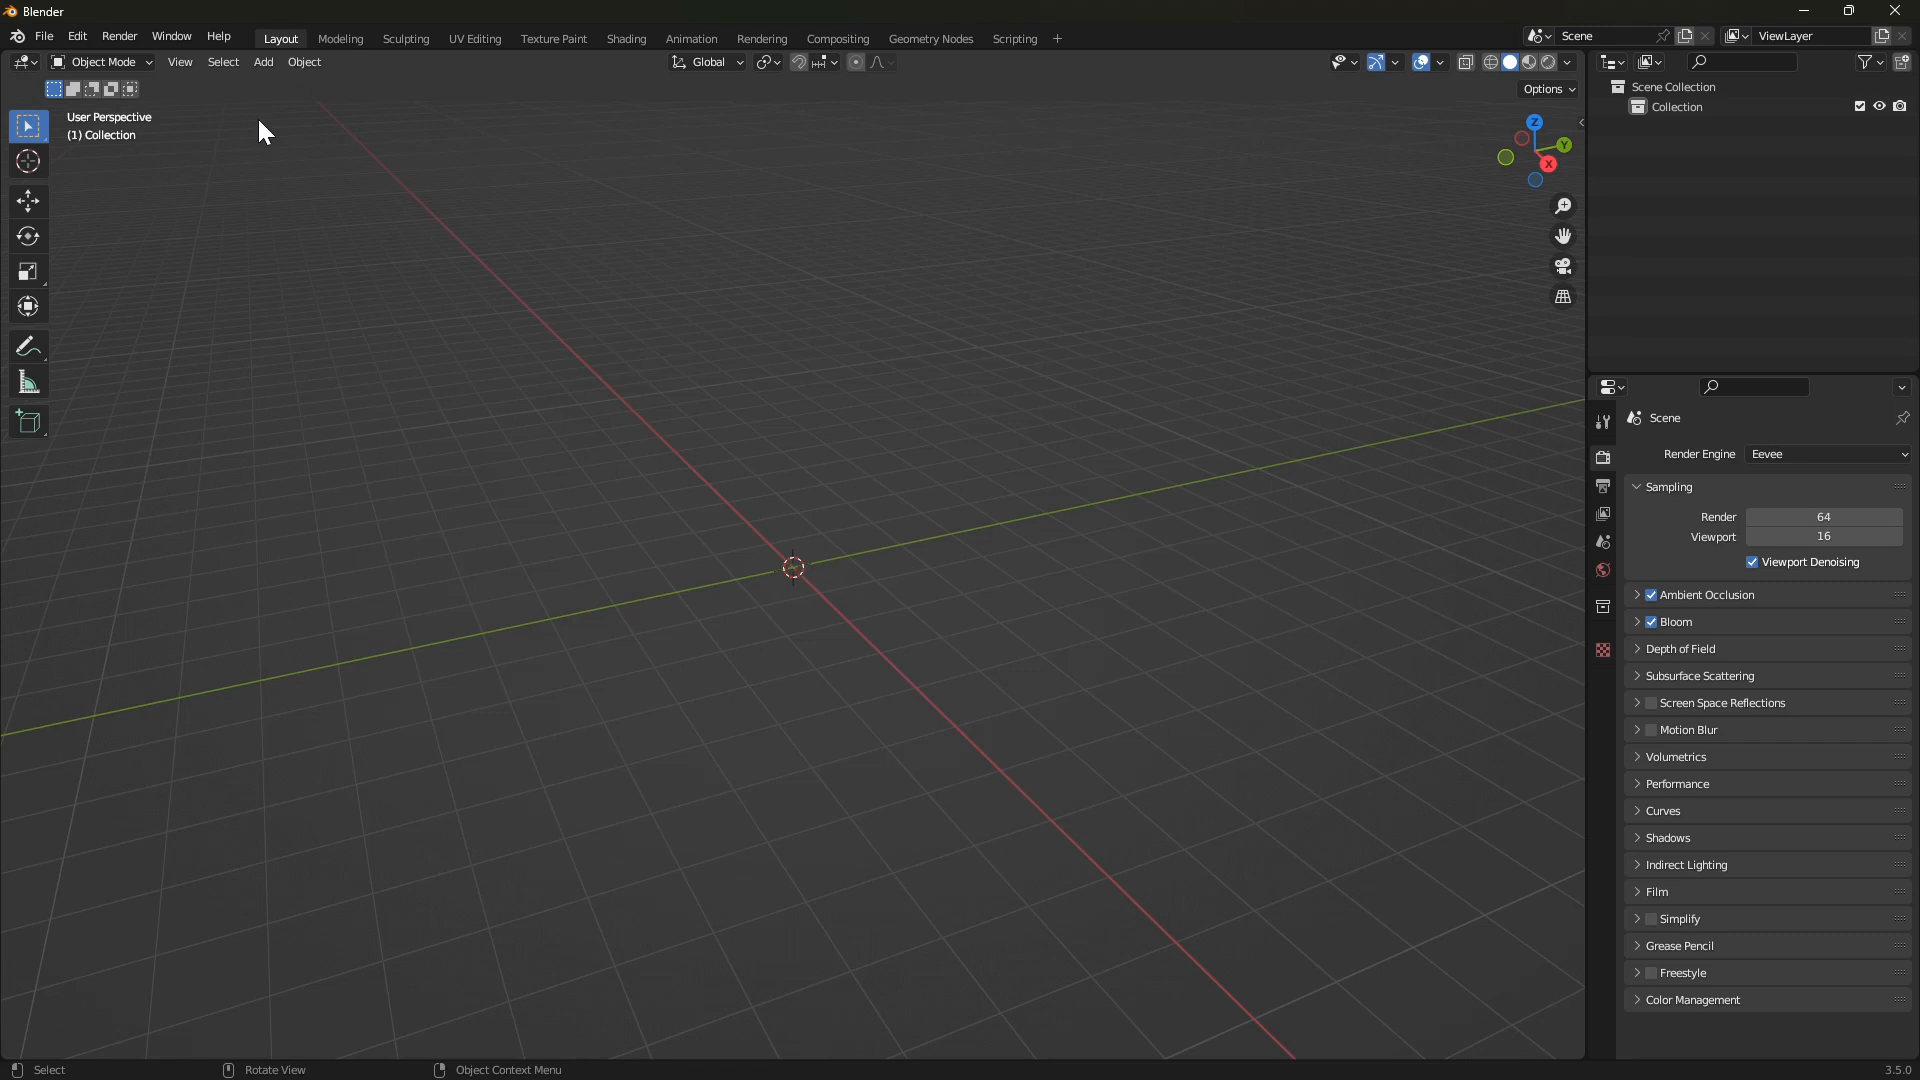 Blender
File Edit Render Window Help Layout Modeling Sculpting UV Editing Texture Paint Shading Animation Rendering Compositing Geometry Nodes Scripting + Scene ViewLayer
Object Mode View Select Add Object Global
Options
User Perspective
(1) Collection
Z
Y
X
Scene Collection
Collection
Scene
Render Engine Eevee
Sampling
Render 64
Viewport 16
Viewport Denoising
Ambient Occlusion
Bloom
Depth of Field
Subsurface Scattering
Screen Space Reflections
Motion Blur
Volumetrics
Performance
Curves
Shadows
Indirect Lighting
Film
Simplify
Grease Pencil
Freestyle
Color Management
Select Rotate View Object Context Menu 3.5.0